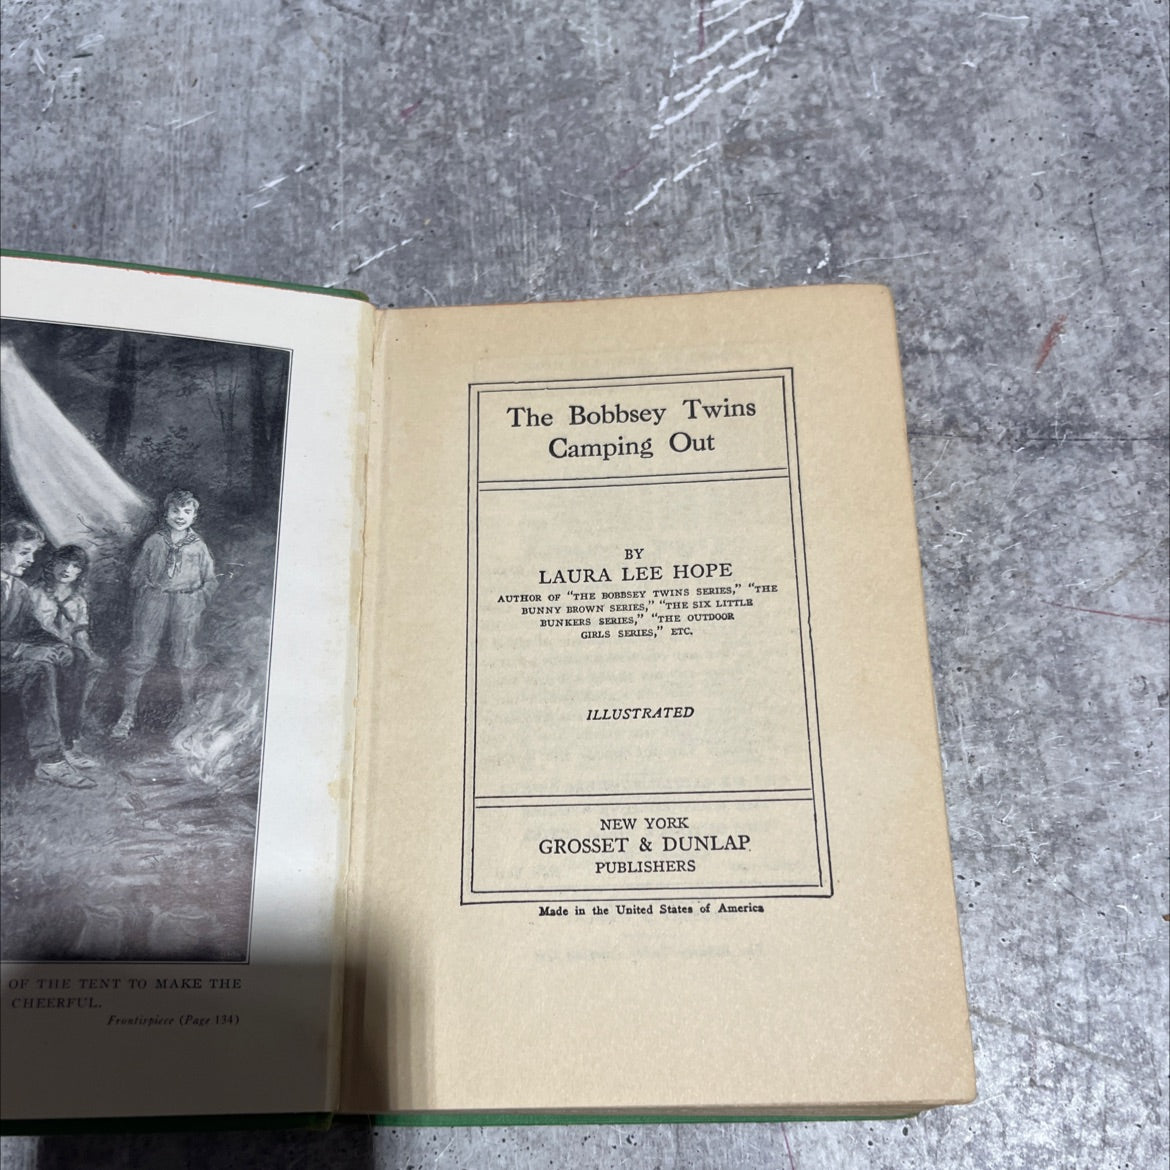 OF THE TENT TO MAKE THE
CHEERFUL.
Frontispiece (Page 134)
The Bobbsey Twins
Camping Out
BY
LAURA LEE HOPE
AUTHOR OF "THE BOBBSEY TWINS SERIES," "THE
BUNNY BROWN SERIES," "THE SIX LITTLE
BUNKERS SERIES," "THE OUTDOOR
GIRLS SERIES," ETC.
ILLUSTRATED
NEW YORK
GROSSET & DUNLAP
PUBLISHERS
Made in the United States of America